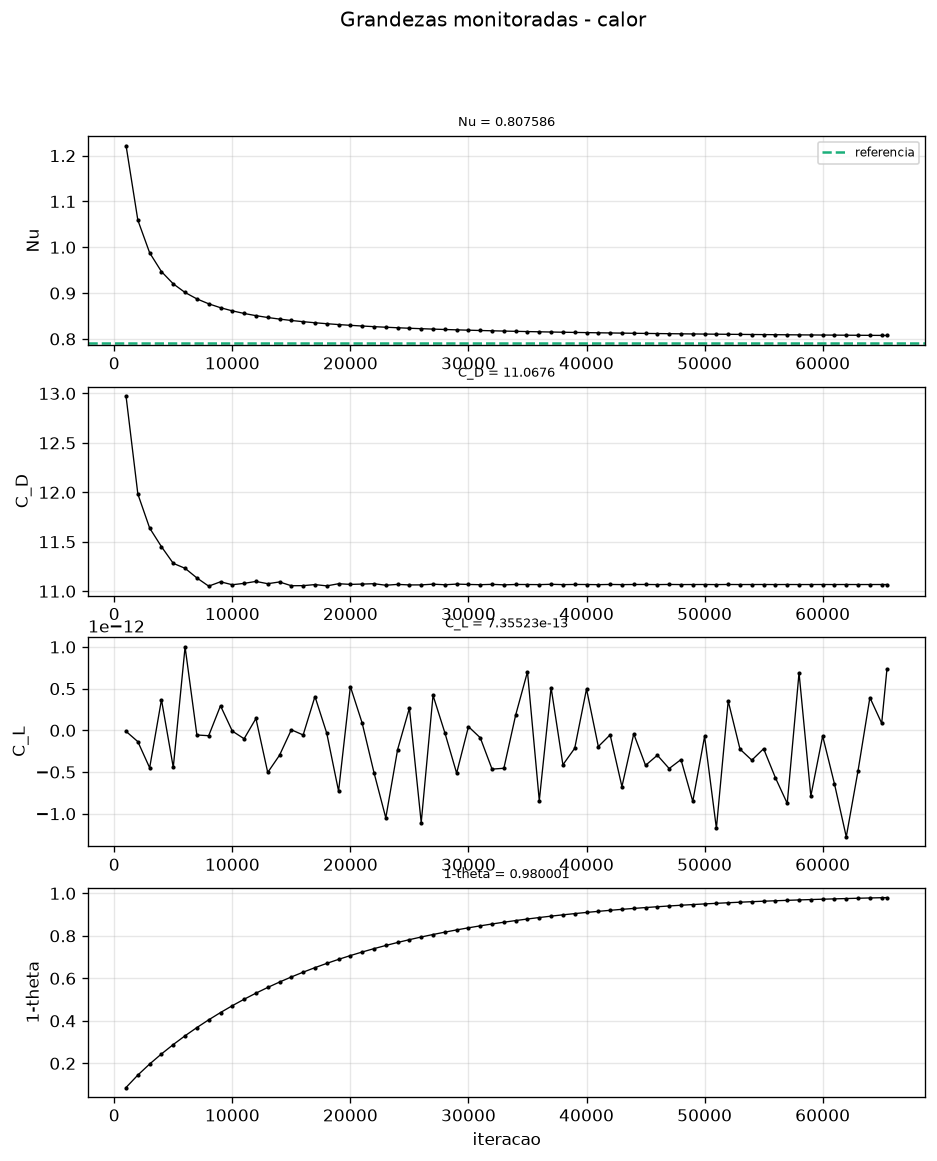 Grandezas monitoradas - calor
Nu = 0.807586
1.2
1.1
1.0
0.9
0.8
Nu
referencia
0 10000 20000 30000 40000 50000 60000
C_D = 11.0676
13.0
12.5
12.0
11.5
11.0
C_D
0 10000 20000 30000 40000 50000 60000
1e−12
C_L = 7.35523e-13
1.0
0.5
0.0
−0.5
−1.0
C_L
0 10000 20000 30000 40000 50000 60000
1-theta = 0.980001
1.0
0.8
0.6
0.4
0.2
1-theta
0 10000 20000 30000 40000 50000 60000
iteracao